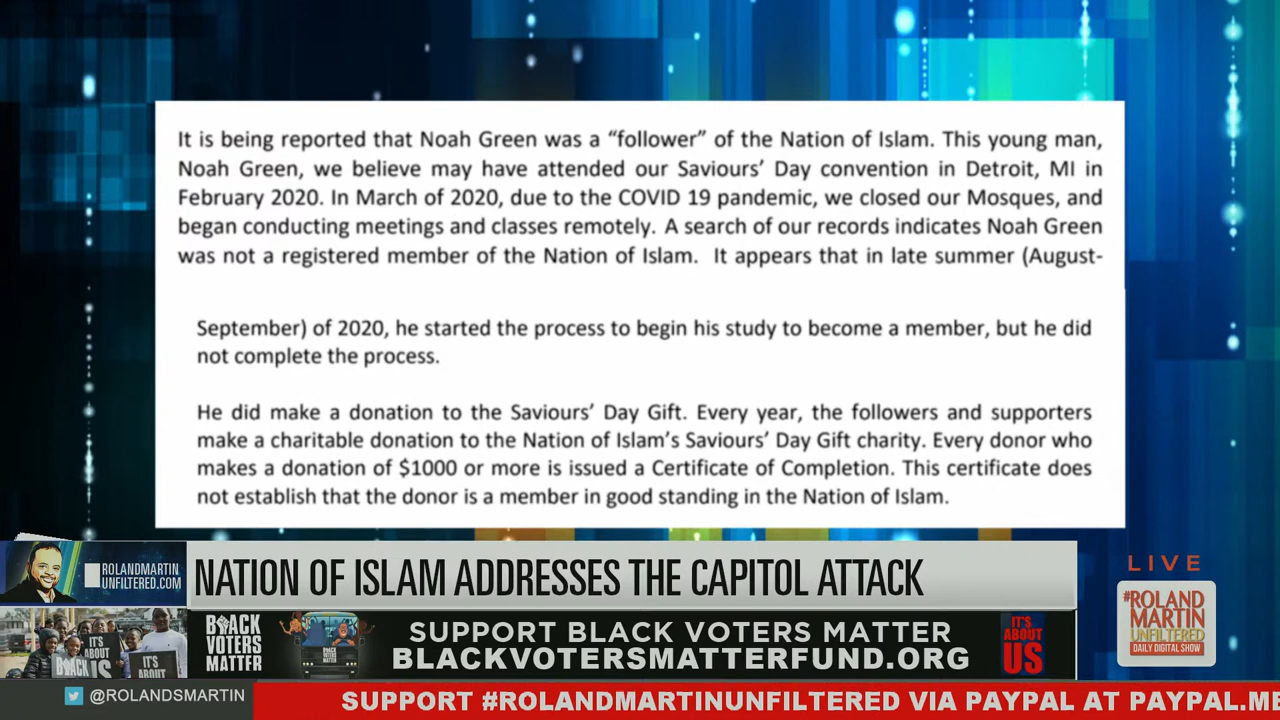 It is being reported that Noah Green was a “follower” of the Nation of Islam. This young man,
Noah Green, we believe may have attended our Saviours’ Day convention in Detroit, MI in
February 2020. In March of 2020, due to the COVID 19 pandemic, we closed our Mosques, and
began conducting meetings and classes remotely. A search of our records indicates Noah Green
was not a registered member of the Nation of Islam. It appears that in late summer (August-
September) of 2020, he started the process to begin his study to become a member, but he did
not complete the process.
He did make a donation to the Saviours’ Day Gift. Every year, the followers and supporters
make a charitable donation to the Nation of Islam’s Saviours’ Day Gift charity. Every donor who
makes a donation of $1000 or more is issued a Certificate of Completion. This certificate does
not establish that the donor is a member in good standing in the Nation of Islam.
ROLANDMARTIN
UNFILTERED.COM
NATION OF ISLAM ADDRESSES THE CAPITOL ATTACK
LIVE
#ROLAND
MARTIN
UNFILTERED
DAILY DIGITAL SHOW
IT'S
ABOUT
US
IT'S
BLACK
VOTERS
MATTER
SUPPORT BLACK VOTERS MATTER
BLACKVOTERSMATTERFUND.ORG
IT'S
ABOUT
US
@ROLANDSMARTIN
SUPPORT #ROLANDMARTINUNFILTERED VIA PAYPAL AT PAYPAL.ME